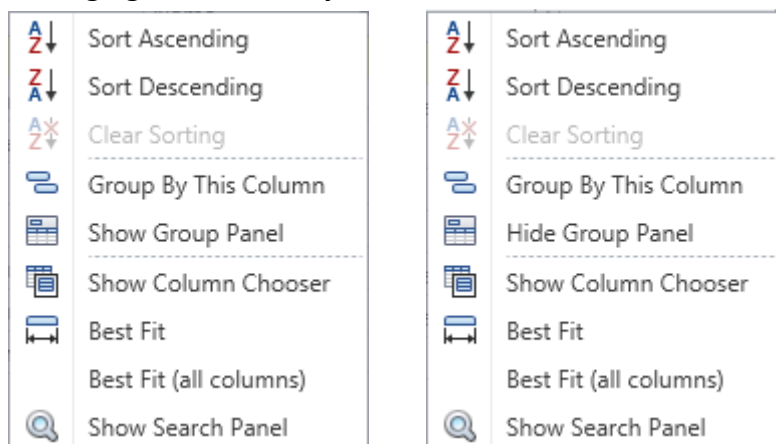 Sort Ascending
Sort Descending
Clear Sorting
Group By This Column
Show Group Panel
Show Column Chooser
Best Fit
Best Fit (all columns)
Show Search Panel
Sort Ascending
Sort Descending
Clear Sorting
Group By This Column
Hide Group Panel
Show Column Chooser
Best Fit
Best Fit (all columns)
Show Search Panel